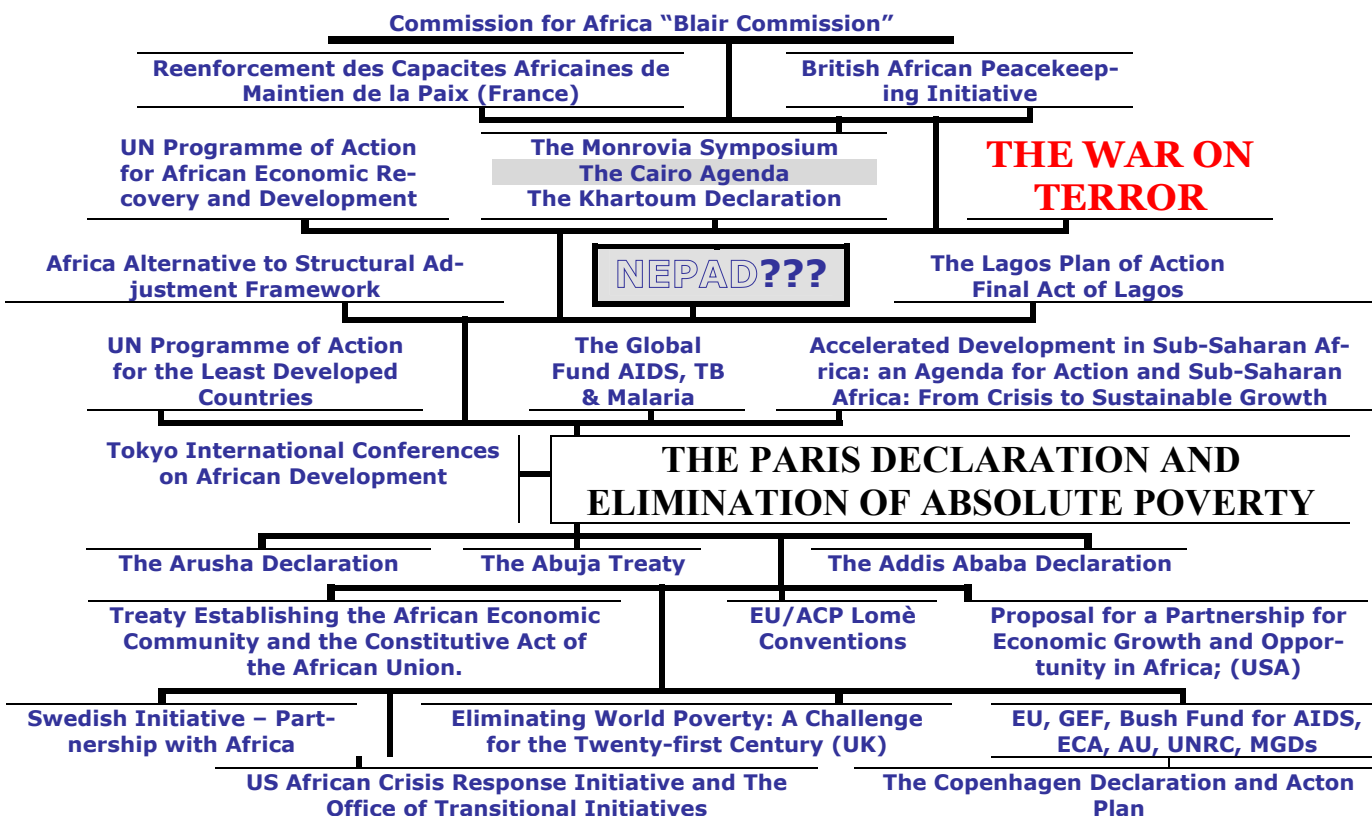 Commission for Africa “Blair Commission”
Reenforcement des Capacites Africaines de
Maintien de la Paix (France)
British African Peacekeep-
ing Initiative
UN Programme of Action
for African Economic Re-
covery and Development
The Monrovia Symposium
The Cairo Agenda
The Khartoum Declaration
THE WAR ON
TERROR
Africa Alternative to Structural Ad-
justment Framework
NEPAD???
The Lagos Plan of Action
Final Act of Lagos
UN Programme of Action
for the Least Developed
Countries
The Global
Fund AIDS, TB
& Malaria
Accelerated Development in Sub-Saharan Af-
rica: an Agenda for Action and Sub-Saharan
Africa: From Crisis to Sustainable Growth
Tokyo International Conferences
on African Development
THE PARIS DECLARATION AND
ELIMINATION OF ABSOLUTE POVERTY
The Arusha Declaration
The Abuja Treaty
The Addis Ababa Declaration
Treaty Establishing the African Economic
Community and the Constitutive Act of
the African Union.
EU/ACP Lomè
Conventions
Proposal for a Partnership for
Economic Growth and Oppor-
tunity in Africa; (USA)
Swedish Initiative – Part-
nership with Africa
Eliminating World Poverty: A Challenge
for the Twenty-first Century (UK)
EU, GEF, Bush Fund for AIDS,
ECA, AU, UNRC, MGDs
US African Crisis Response Initiative and The
Office of Transitional Initiatives
The Copenhagen Declaration and Acton
Plan